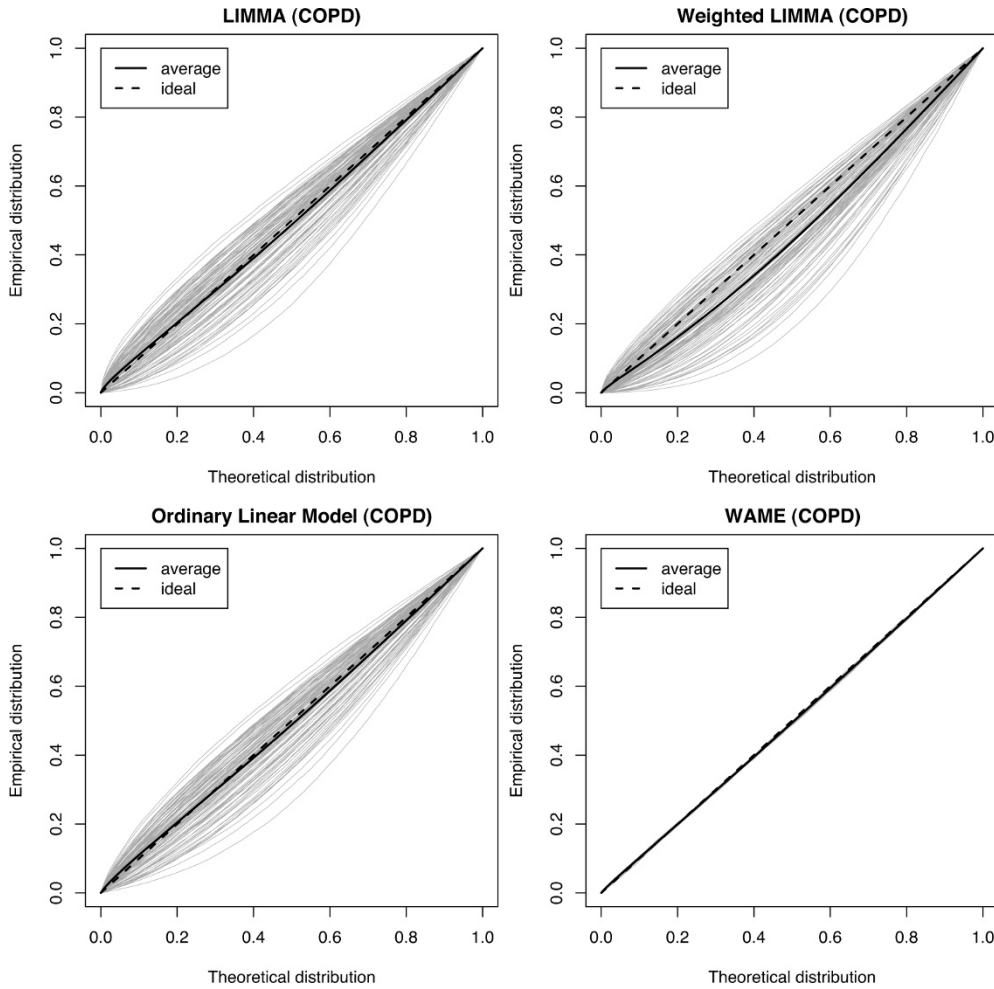 LIMMA (COPD)
average
ideal
Empirical distribution
1.0
0.8
0.6
0.4
0.2
0.0
0.0 0.2 0.4 0.6 0.8 1.0
Theoretical distribution
Weighted LIMMA (COPD)
average
ideal
Empirical distribution
1.0
0.8
0.6
0.4
0.2
0.0
0.0 0.2 0.4 0.6 0.8 1.0
Theoretical distribution
Ordinary Linear Model (COPD)
average
ideal
Empirical distribution
1.0
0.8
0.6
0.4
0.2
0.0
0.0 0.2 0.4 0.6 0.8 1.0
Theoretical distribution
WAME (COPD)
average
ideal
Empirical distribution
1.0
0.8
0.6
0.4
0.2
0.0
0.0 0.2 0.4 0.6 0.8 1.0
Theoretical distribution